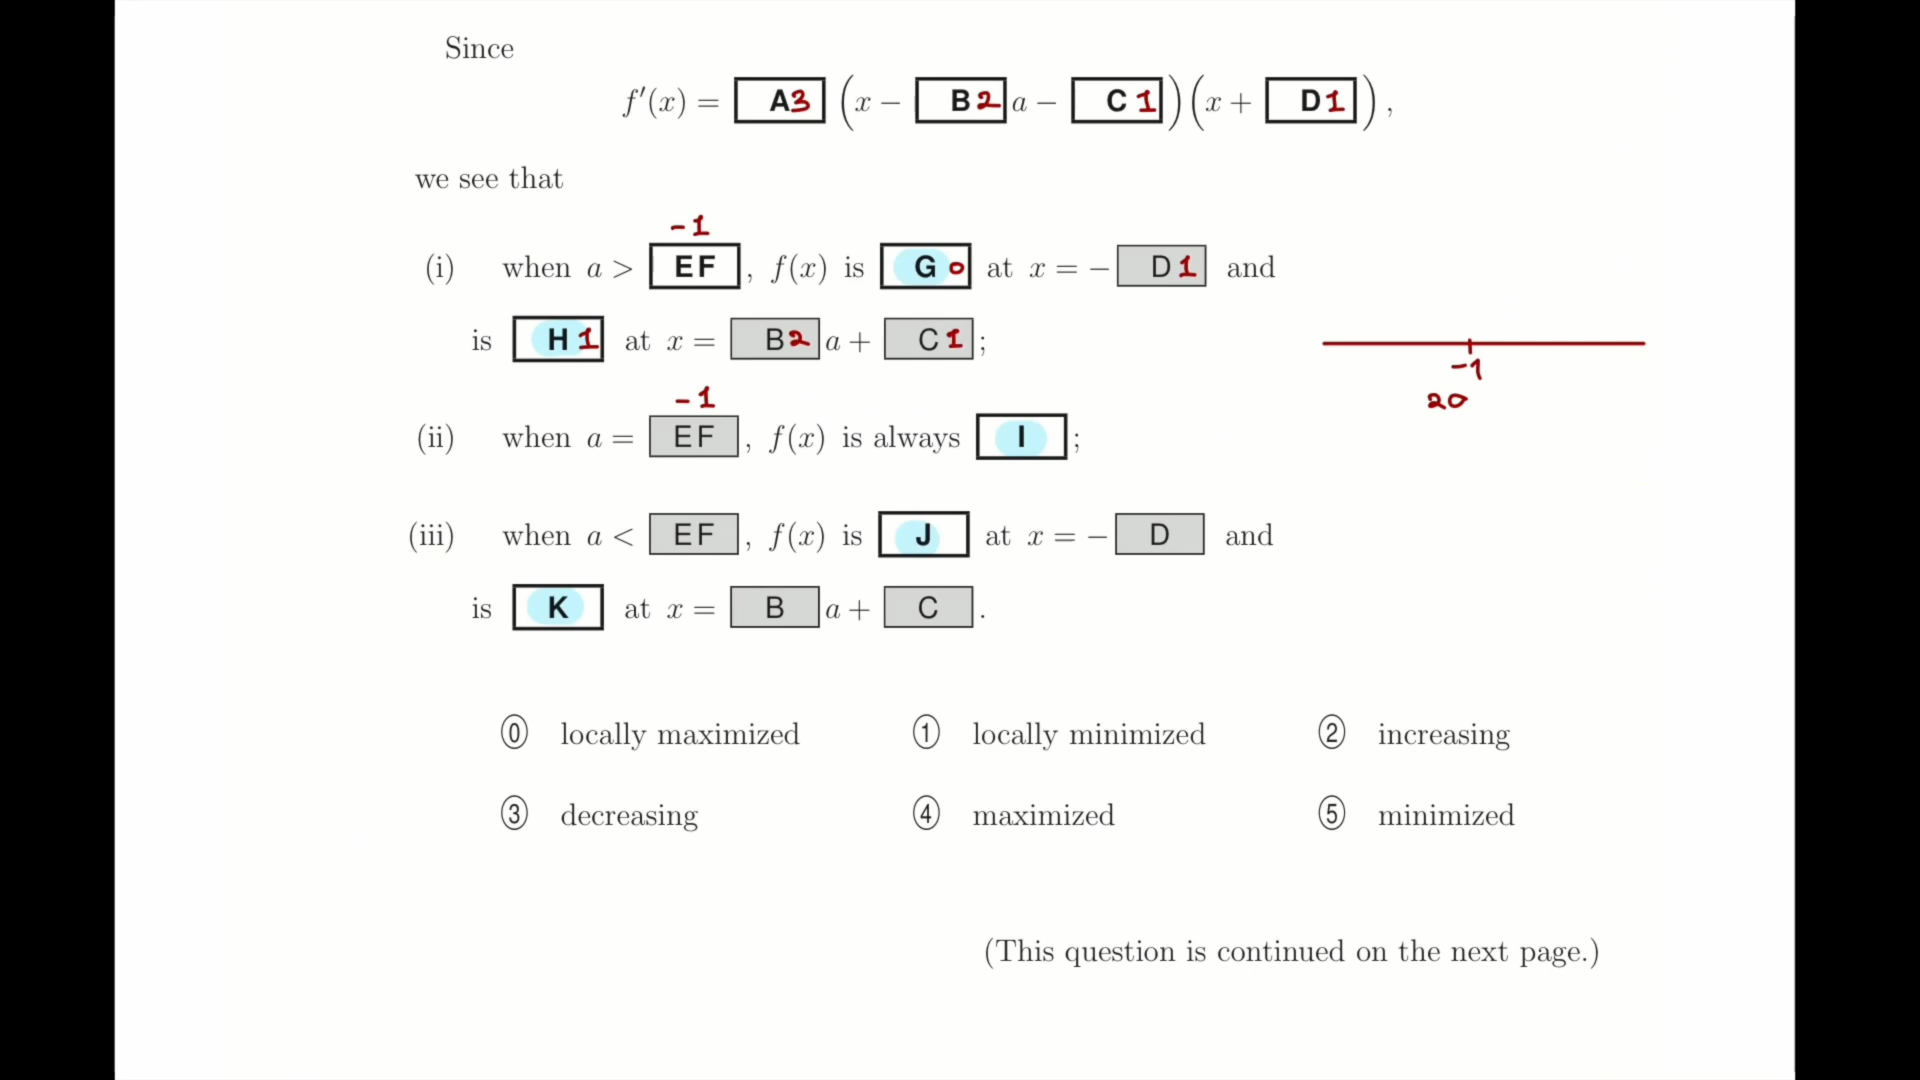 Since
f′(x) = A3 (x − B2 a − C1)(x + D1),
we see that
-1
(i) when a > EF, f(x) is G0 at x = − D1 and
is H1 at x = B2 a + C1;
-1
-1
20
(ii) when a = EF, f(x) is always I;
(iii) when a < EF, f(x) is J at x = − D and
is K at x = B a + C.
⓪ locally maximized ① locally minimized ② increasing
③ decreasing ④ maximized ⑤ minimized
(This question is continued on the next page.)